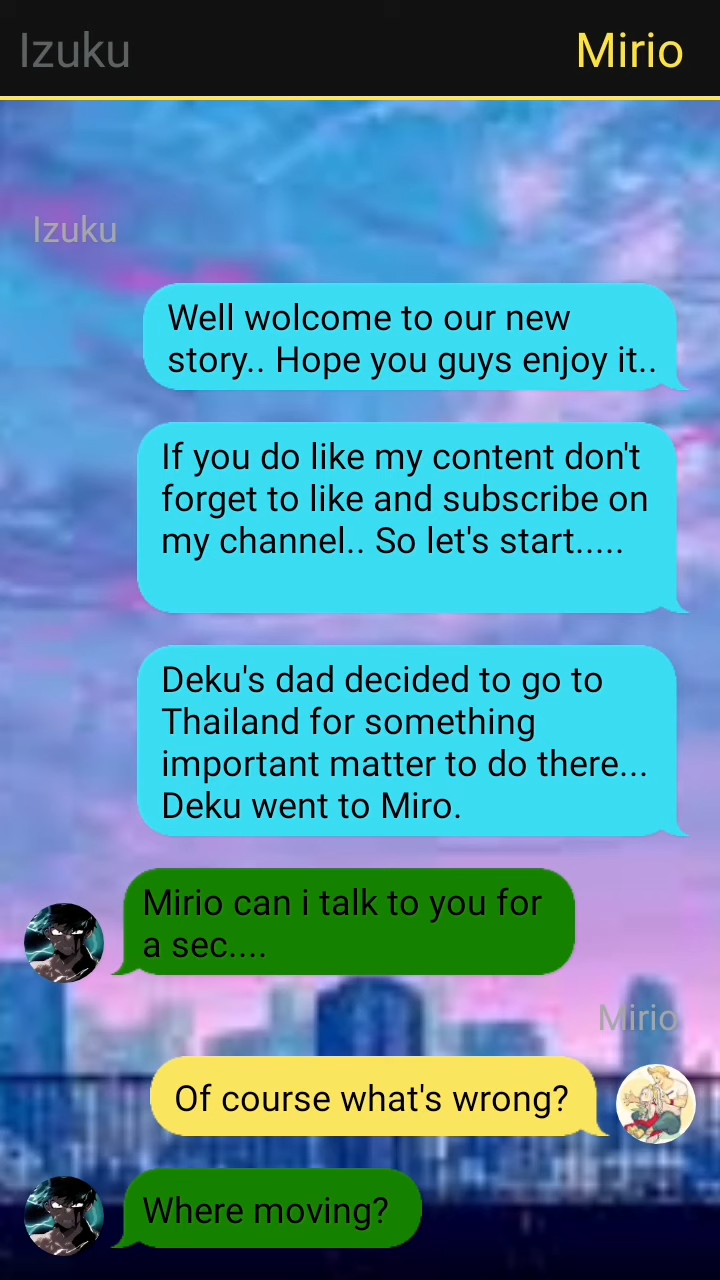 Izuku
Mirio
Izuku
Well wolcome to our new
story.. Hope you guys enjoy it..
If you do like my content don't
forget to like and subscribe on
my channel.. So let's start.....
Deku's dad decided to go to
Thailand for something
important matter to do there...
Deku went to Miro.
Mirio can i talk to you for
a sec....
Mirio
Of course what's wrong?
Where moving?